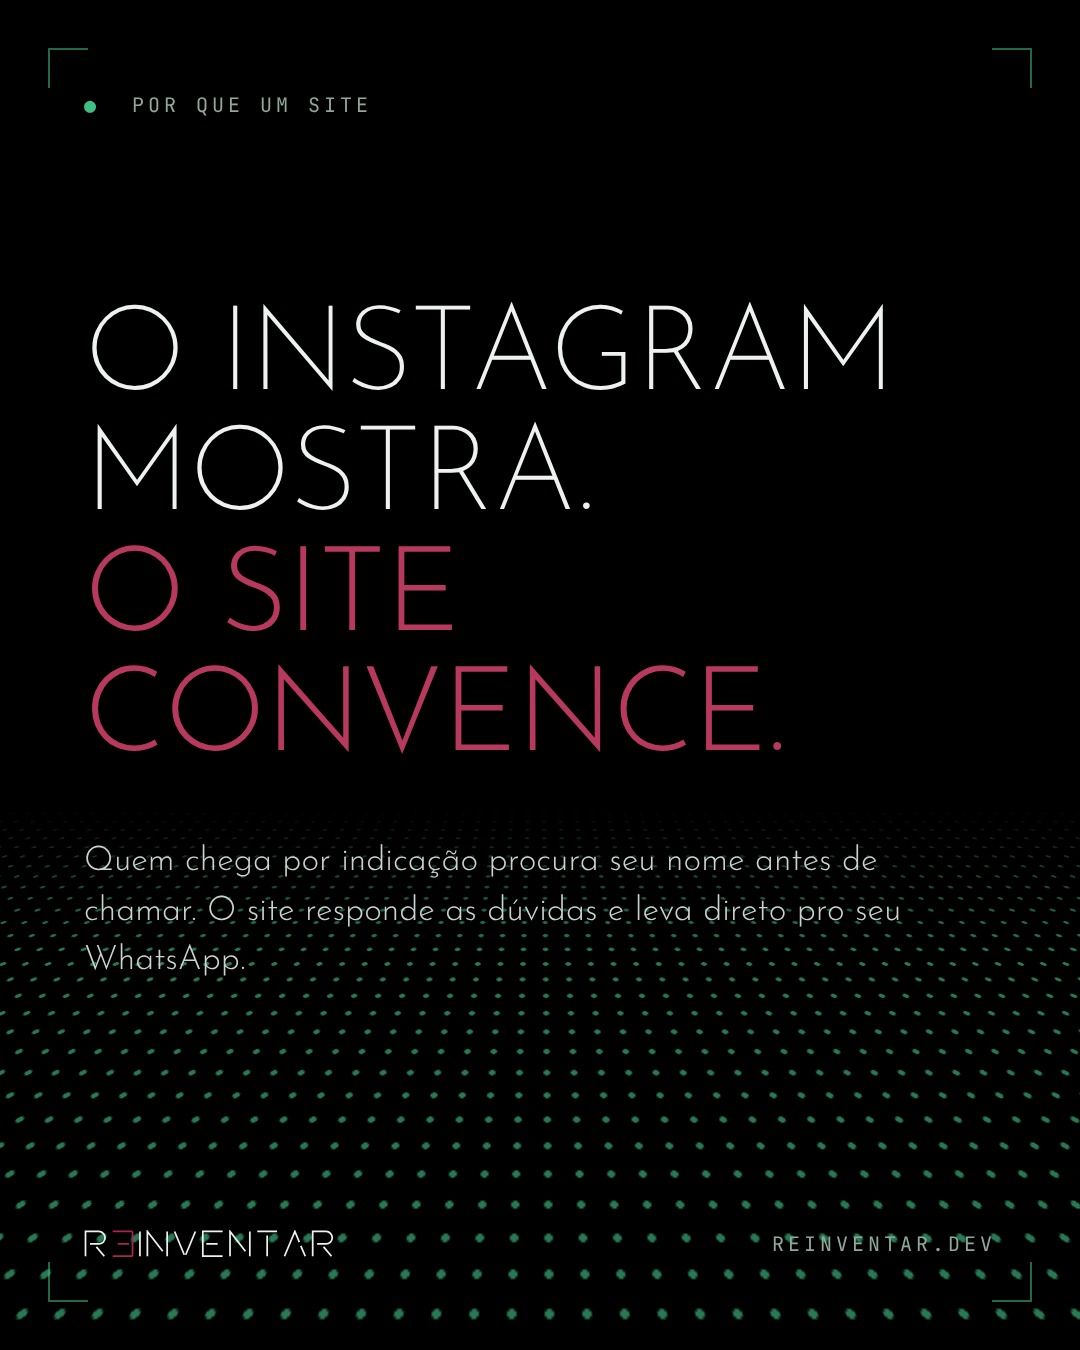 POR QUE UM SITE
O INSTAGRAM
MOSTRA.
O SITE
CONVENCE.
Quem chega por indicação procura seu nome antes de
chamar. O site responde as dúvidas e leva direto pro seu
WhatsApp.
REINVENTAR
REINVENTAR.DEV